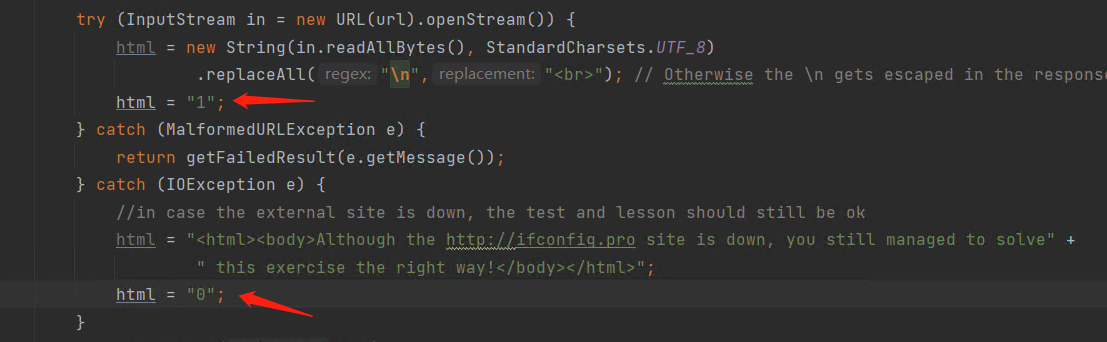 try (InputStream in = new URL(url).openStream()) {
html = new String(in.readAllBytes(), StandardCharsets.UTF_8)
.replaceAll( regex: "\n", replacement: "<br>"); // Otherwise the \n gets escaped in the response
html = "1";
} catch (MalformedURLException e) {
return getFailedResult(e.getMessage());
} catch (IOException e) {
//in case the external site is down, the test and lesson should still be ok
html = "<html><body>Although the http://ifconfig.pro site is down, you still managed to solve" +
" this exercise the right way!</body></html>";
html = "0";
}